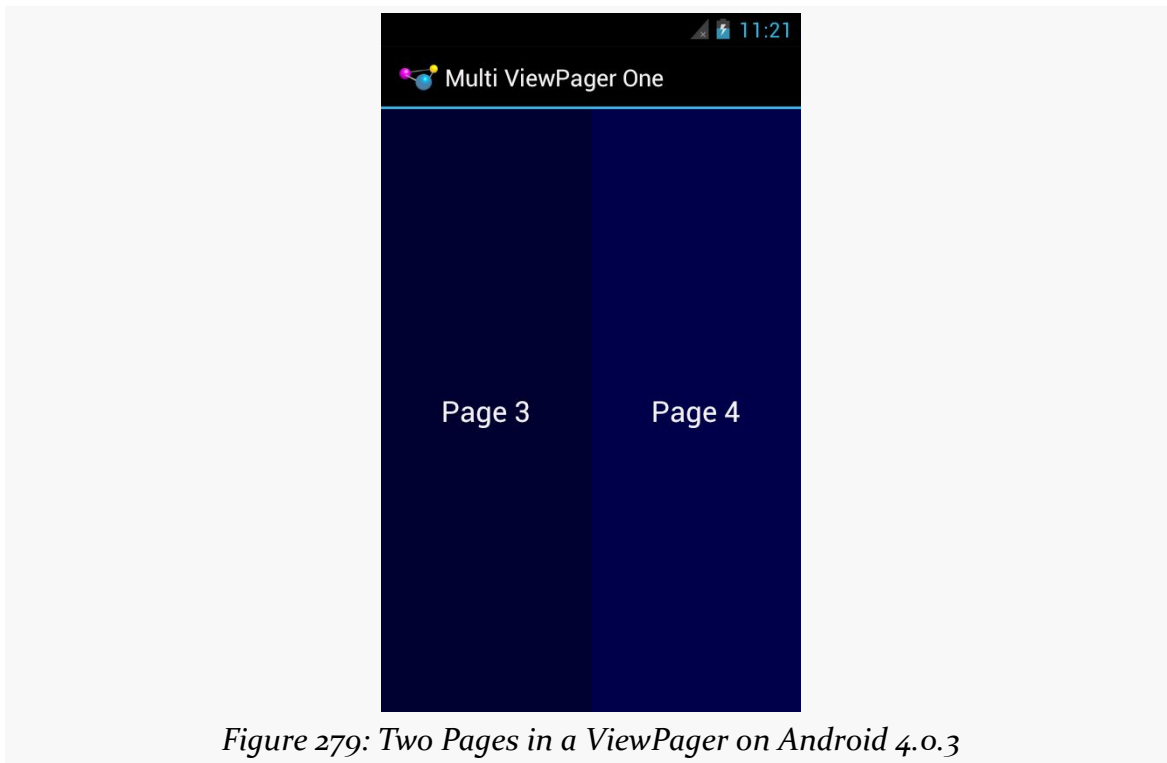 11:21
Multi ViewPager One
Page 3 Page 4
Figure 279: Two Pages in a ViewPager on Android 4.0.3